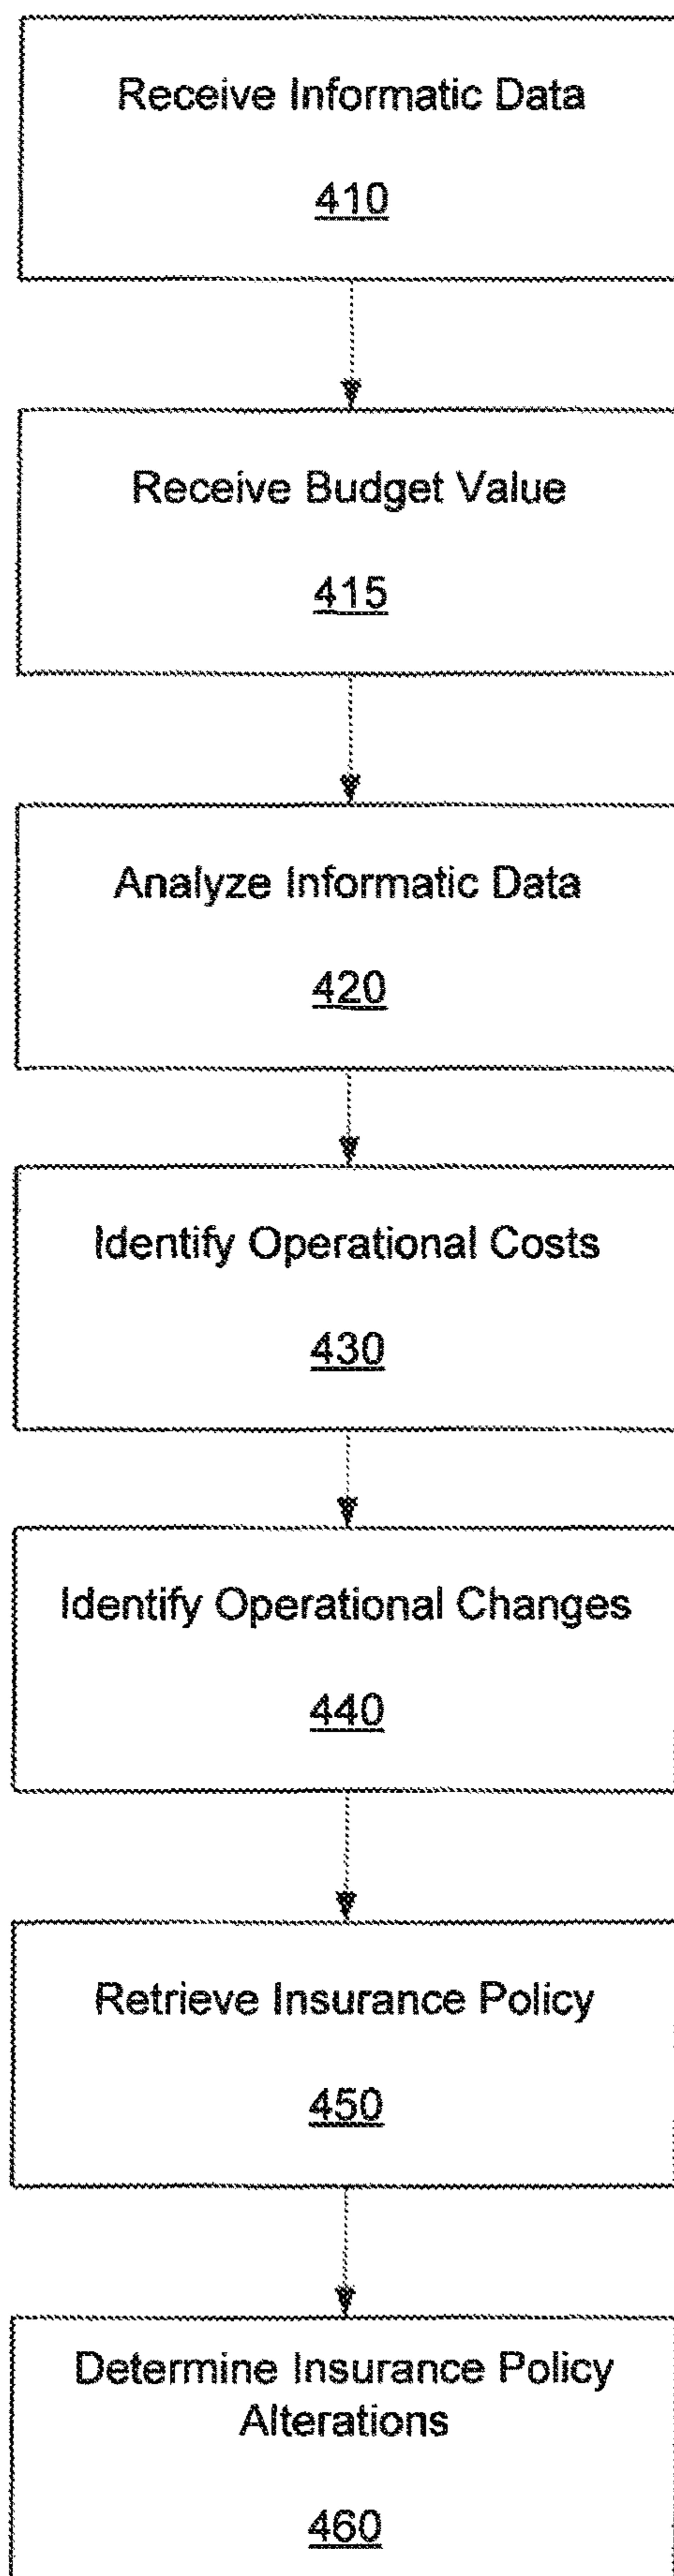 Receive Informatic Data
410
Receive Budget Value
415
Analyze Informatic Data
420
Identify Operational Costs
430
Identify Operational Changes
440
Retrieve Insurance Policy
450
Determine Insurance Policy
Alterations
460